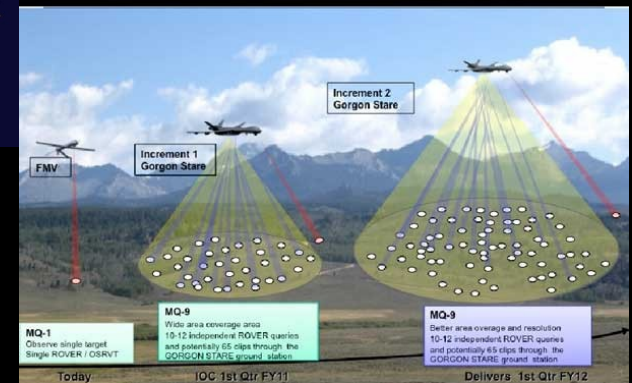 FMV
Increment 1
Gorgon Stare
Increment 2
Gorgon Stare
MQ-1
Observe single target
Single ROVER / OSRVT
MQ-9
Wide area coverage area
10-12 independent ROVER queries
and potentially 65 clips through the
GORGON STARE ground station
MQ-9
Better area overage and resolution
10-12 independent ROVER queries
and potentially 65 clips through the
GORGON STARE ground station
Today
IOC 1st Qtr FY11
Delivers 1st Qtr FY12